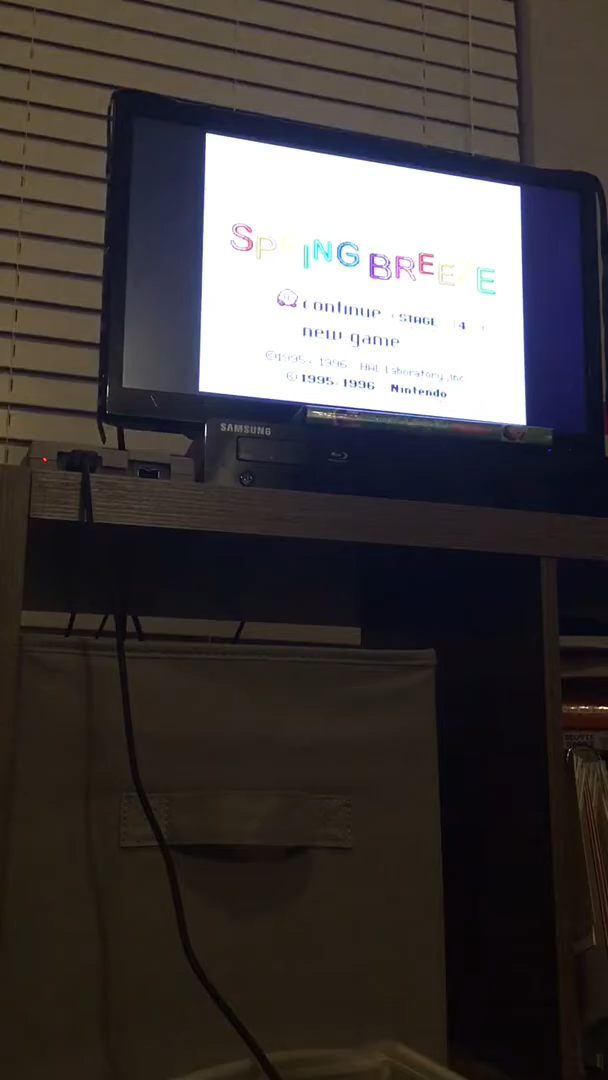 SPRING BREEZE
continue STAGE 4
new game
©1995, 1996 HAL Laboratory, inc
©1995, 1996 Nintendo
SAMSUNG